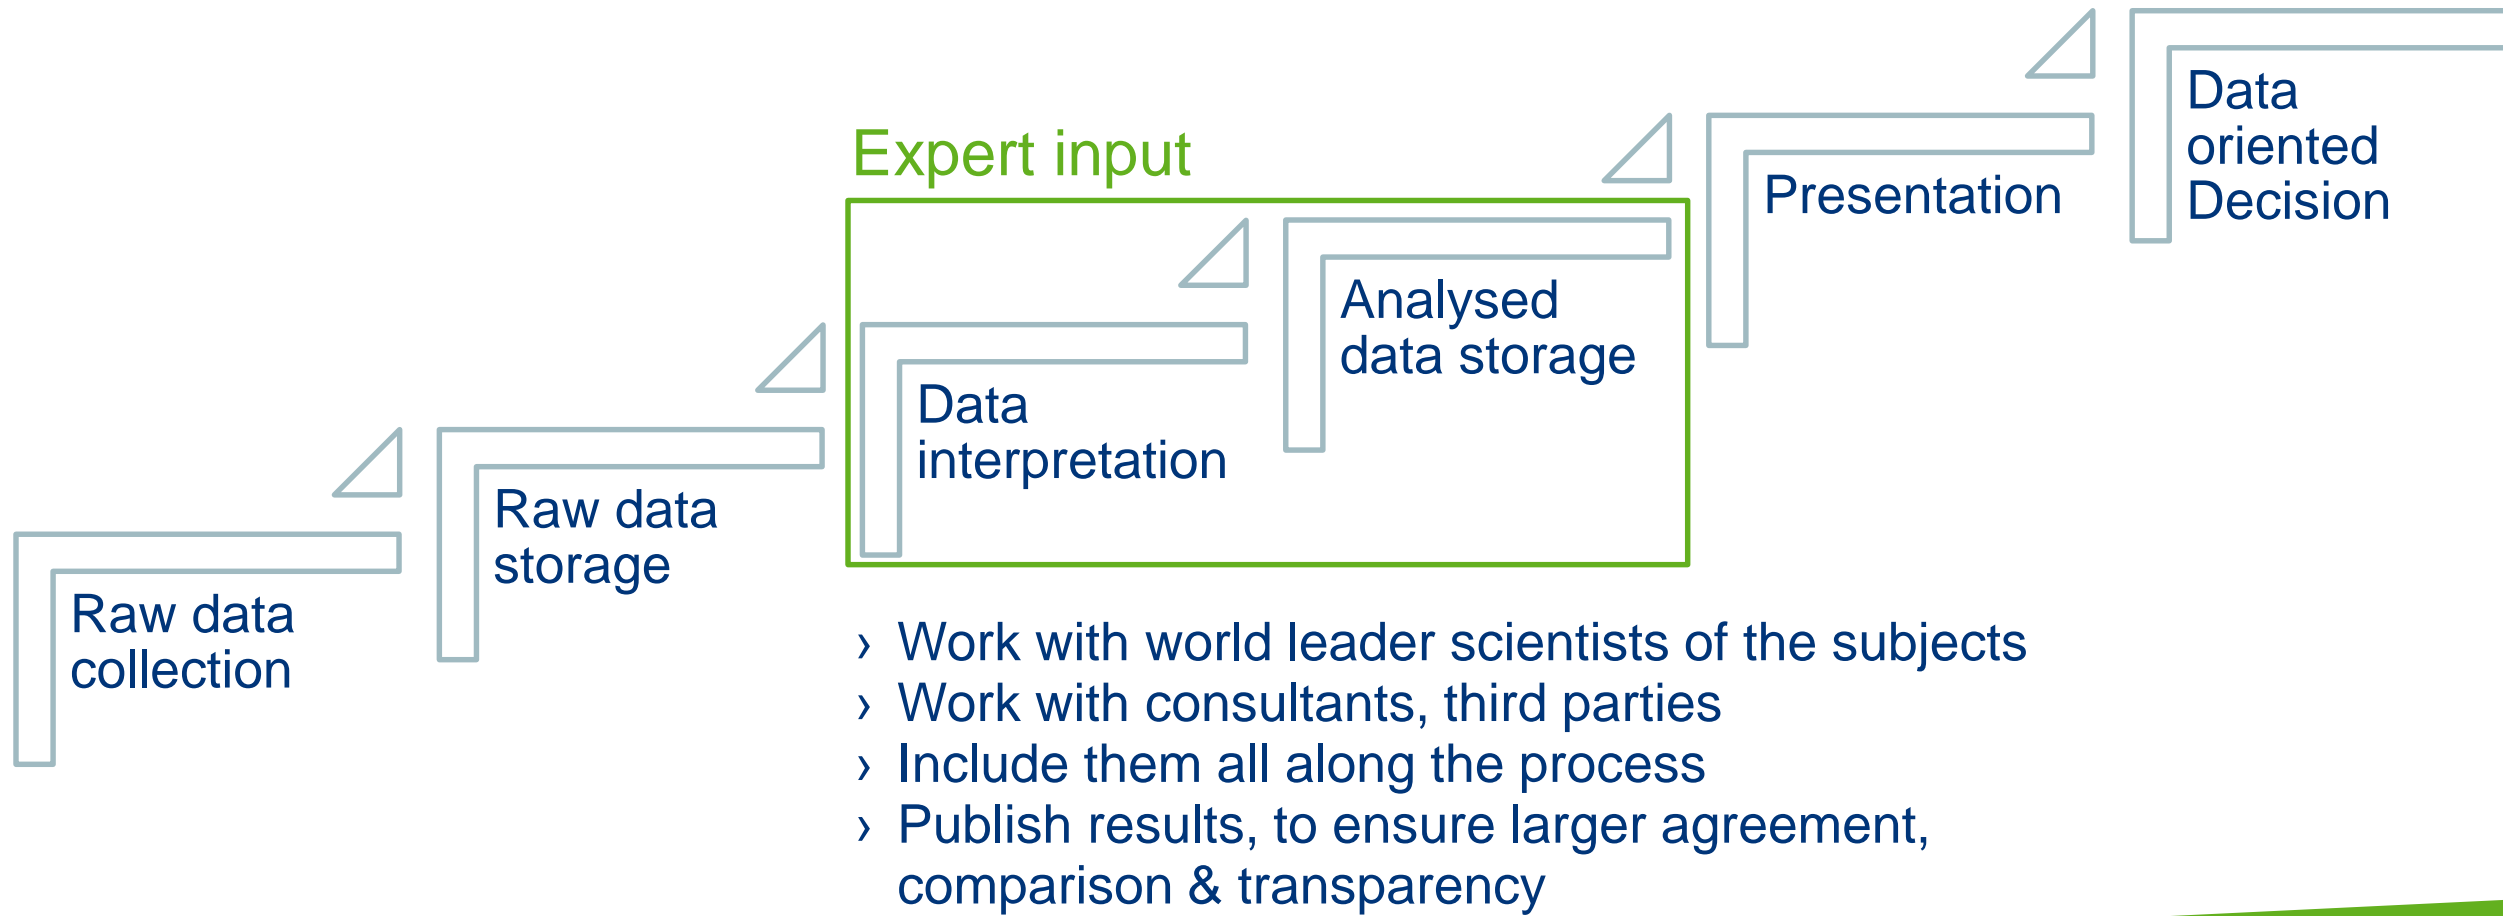 Expert input
Raw data
collection
Raw data
storage
Data
interpretation
Analysed
data storage
Presentation
Data
oriented
Decision
› Work with world leader scientists of the subjects
› Work with consultants, third parties
› Include them all along the process
› Publish results, to ensure larger agreement,
comparison & transparency